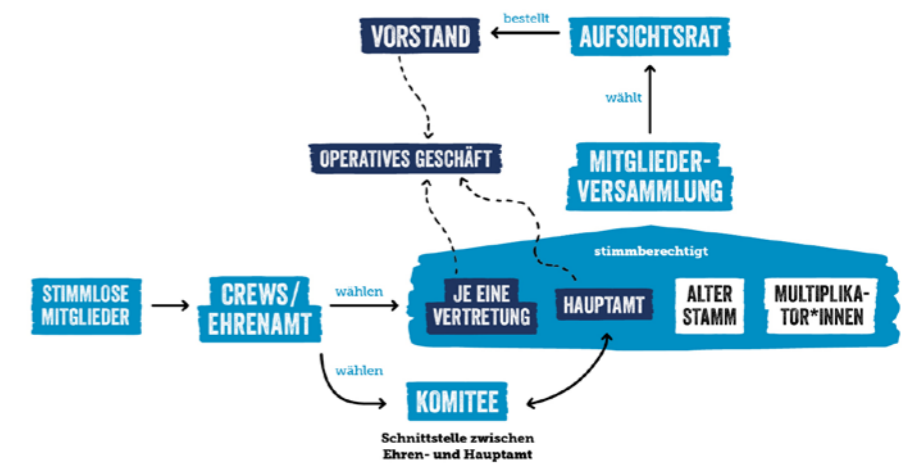 bestellt
VORSTAND
AUFSICHTSRAT
wählt
OPERATIVES GESCHÄFT
MITGLIEDER-
VERSAMMLUNG
stimmberechtigt
STIMMLOSE
MITGLIEDER
CREWS/
EHRENAMT
wählen
JE EINE
VERTRETUNG
HAUPTAMT
ALTER
STAMM
MULTIPLIKA-
TOR*INNEN
wählen
KOMITEE
Schnittstelle zwischen
Ehren- und Hauptamt